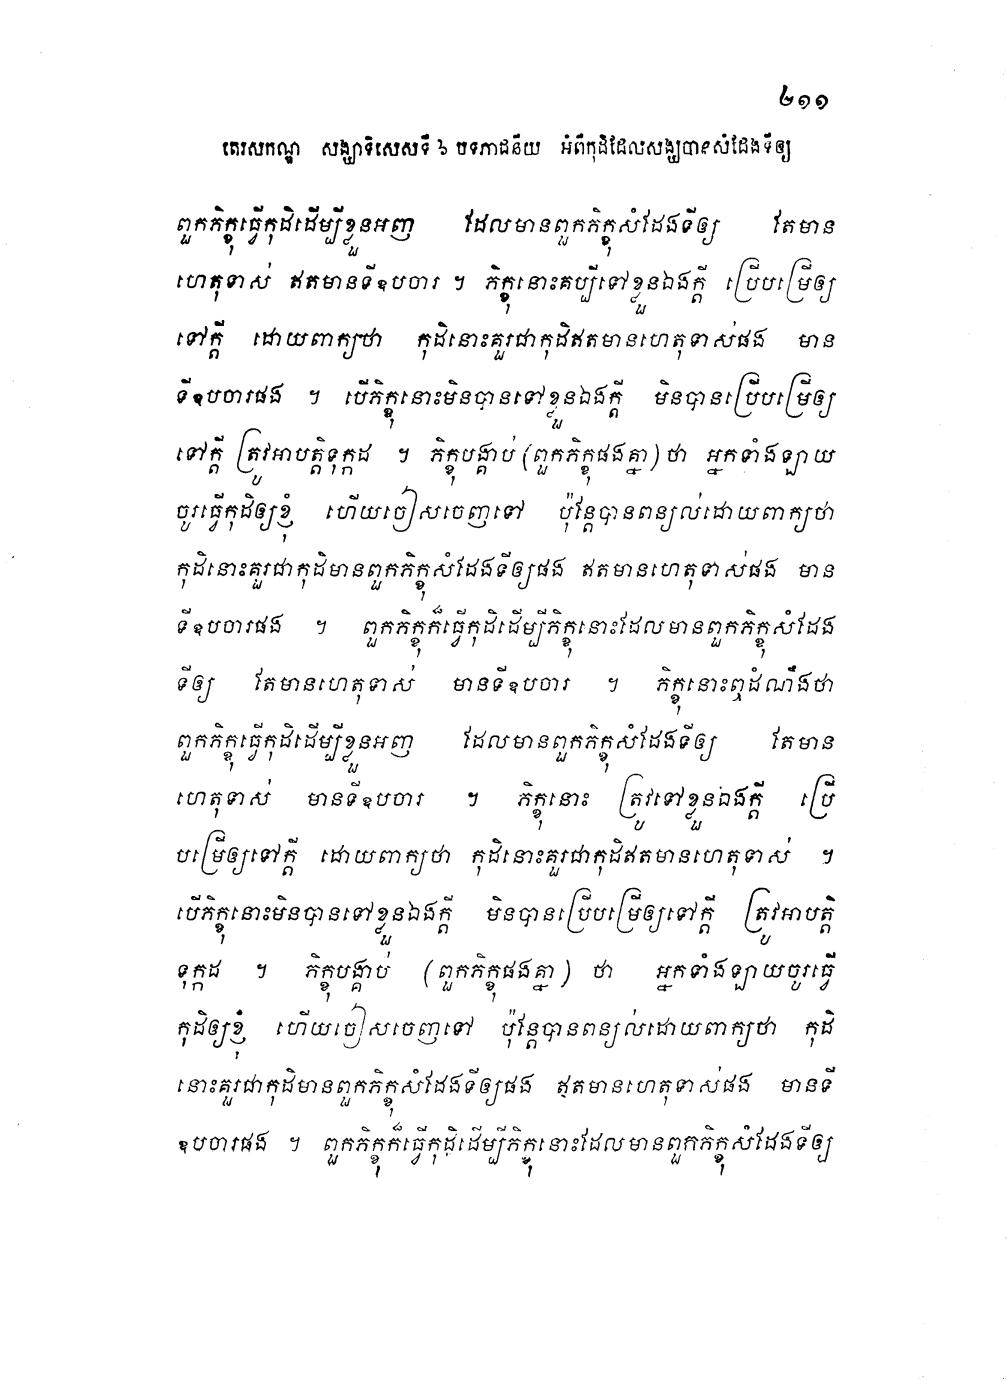 ២១១
តេរសកណ្ឌ សង្ឃាទិសេសទី ៦ បទភាជនីយ អំពីកុដិដែលសង្ឃបានសំដែងទីឲ្យ
ពួកភិក្ខុធ្វើកុដិដើម្បីខ្លួនអញ ដែលមានពួកភិក្ខុសំដែងទីឲ្យ តែមាន
ហេតុទាស់ ឥតមានទីឧបចារ ។ ភិក្ខុនោះគប្បីទៅខ្លួនឯងក្តី ប្រើបម្រើឲ្យ
ទៅក្តី ដោយពាក្យថា កុដិនោះគួរជាកុដិឥតមានហេតុទាស់ផង មាន
ទីឧបចារផង ។ បើភិក្ខុនោះមិនបានទៅខ្លួនឯងក្តី មិនបានប្រើបម្រើឲ្យ
ទៅក្តី ត្រូវអាបត្តិទុក្កដ ។ ភិក្ខុបង្គាប់ (ពួកភិក្ខុផងគ្នា) ថា អ្នកទាំងឡាយ
ចូរធ្វើកុដិឲ្យខ្ញុំ ហើយចៀសចេញទៅ ប៉ុន្តែបានពន្យល់ដោយពាក្យថា
កុដិនោះគួរជាកុដិមានពួកភិក្ខុសំដែងទីឲ្យផង ឥតមានហេតុទាស់ផង មាន
ទីឧបចារផង ។ ពួកភិក្ខុក៏ធ្វើកុដិដើម្បីភិក្ខុនោះដែលមានពួកភិក្ខុសំដែង
ទីឲ្យ តែមានហេតុទាស់ មានទីឧបចារ ។ ភិក្ខុនោះឮដំណឹងថា
ពួកភិក្ខុធ្វើកុដិដើម្បីខ្លួនអញ ដែលមានពួកភិក្ខុសំដែងទីឲ្យ តែមាន
ហេតុទាស់ មានទីឧបចារ ។ ភិក្ខុនោះ ត្រូវទៅខ្លួនឯងក្តី ប្រើ
បម្រើឲ្យទៅក្តី ដោយពាក្យថា កុដិនោះគួរជាកុដិឥតមានហេតុទាស់ ។
បើភិក្ខុនោះមិនបានទៅខ្លួនឯងក្តី មិនបានប្រើបម្រើឲ្យទៅក្តី ត្រូវអាបត្តិ
ទុក្កដ ។ ភិក្ខុបង្គាប់ (ពួកភិក្ខុផងគ្នា) ថា អ្នកទាំងឡាយចូរធ្វើ
កុដិឲ្យខ្ញុំ ហើយចៀសចេញទៅ ប៉ុន្តែបានពន្យល់ដោយពាក្យថា កុដិ
នោះគួរជាកុដិមានពួកភិក្ខុសំដែងទីឲ្យផង ឥតមានហេតុទាស់ផង មានទី
ឧបចារផង ។ ពួកភិក្ខុក៏ធ្វើកុដិដើម្បីភិក្ខុនោះដែលមានពួកភិក្ខុសំដែងទីឲ្យ